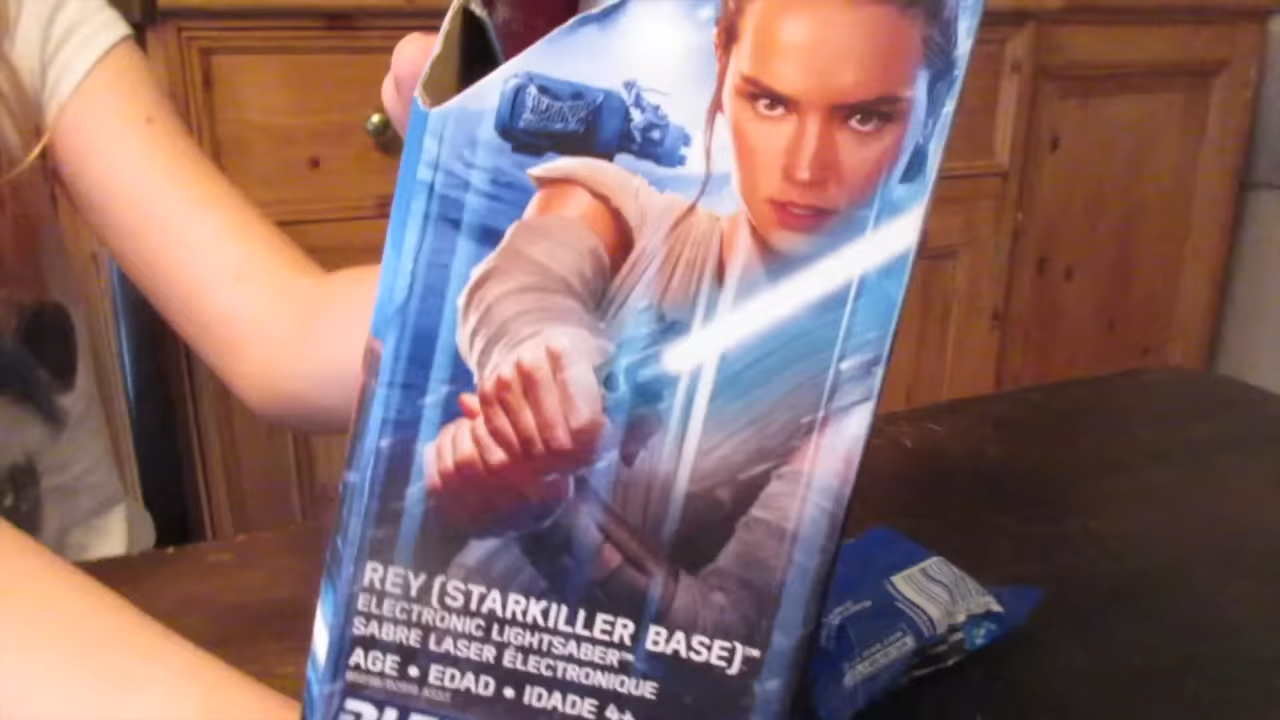 REY (STARKILLER BASE)™
ELECTRONIC LIGHTSABER™
SABRE LASER ÉLECTRONIQUE
AGE • EDAD • IDADE 4+